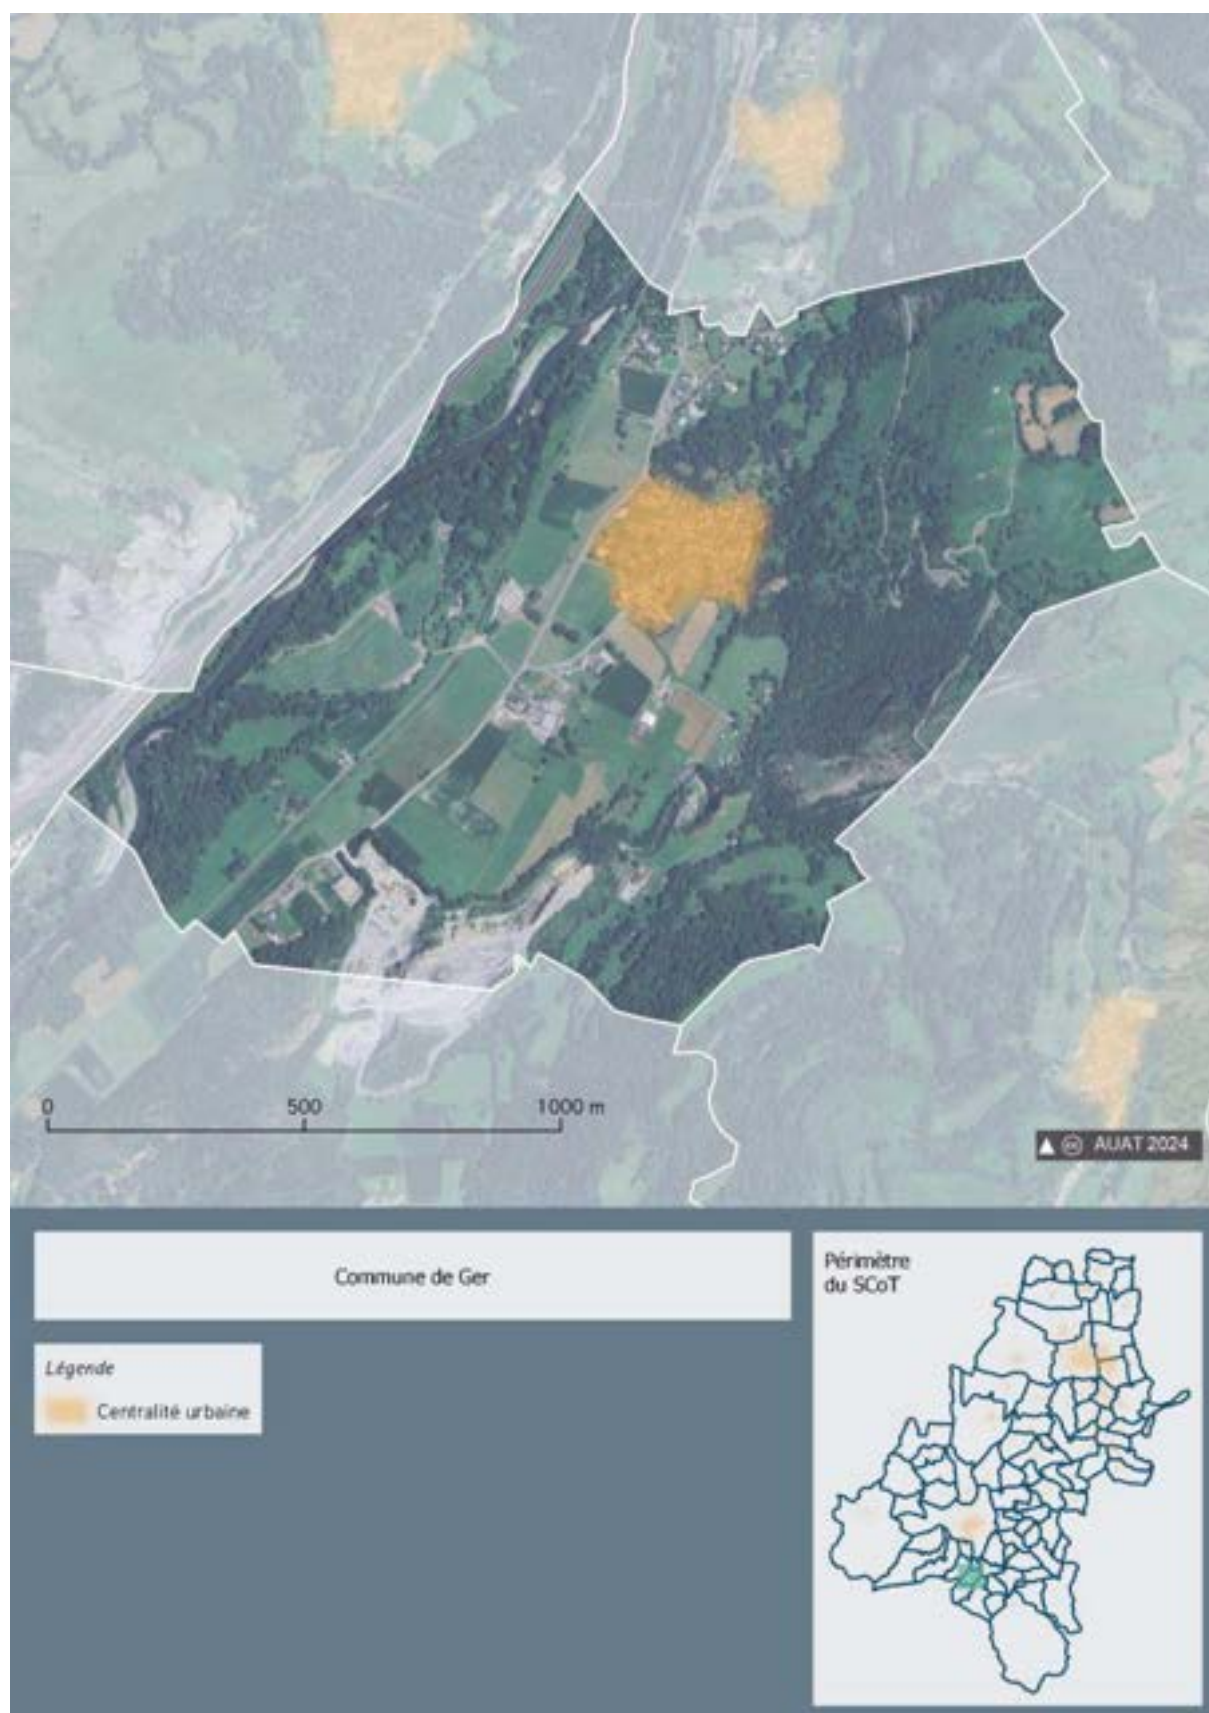 0
500
1000 m
AUAT 2024
Commune de Ger
Légende
Centralité urbaine
Périmètre
du SCoT